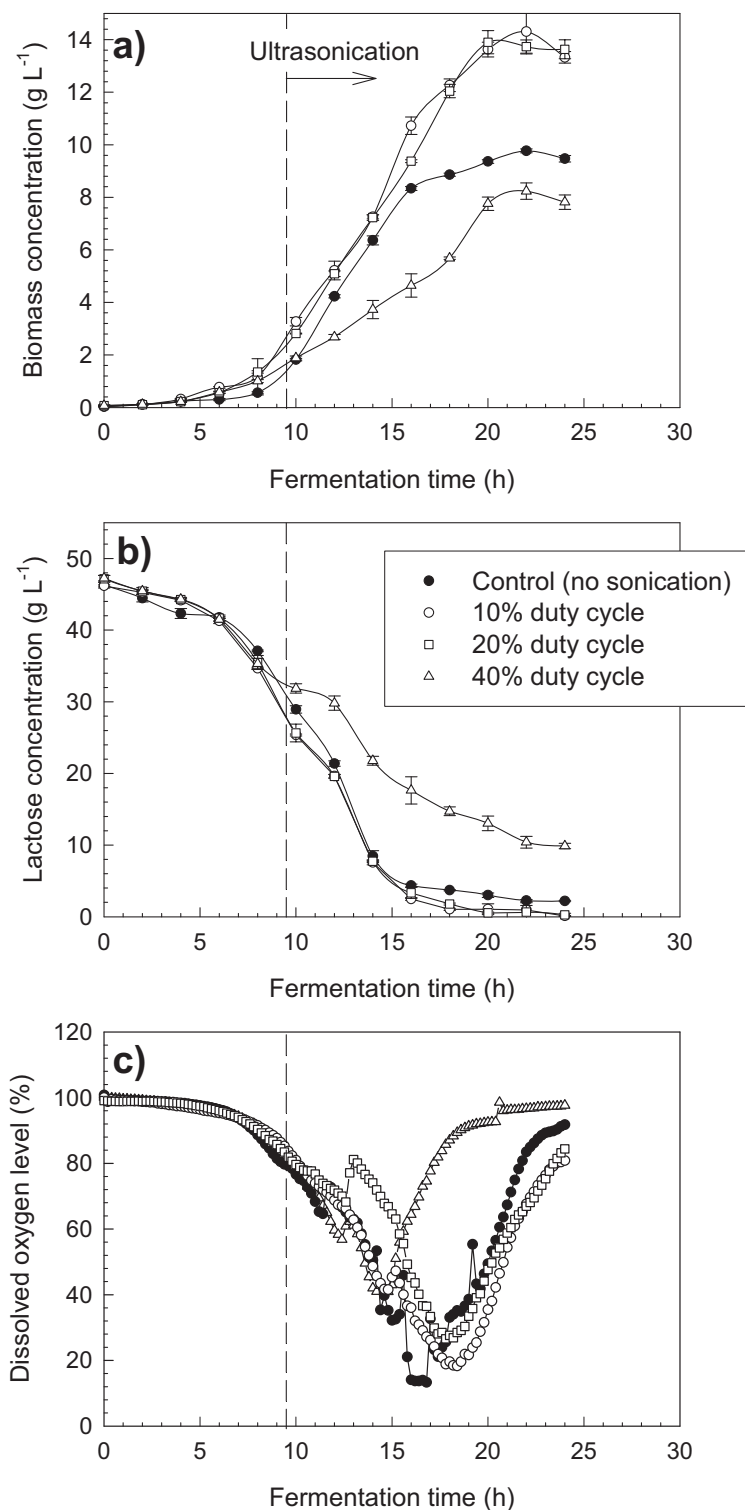 a)
Ultrasonication
Biomass concentration (g L-1)
14
12
10
8
6
4
2
0
0 5 10 15 20 25 30
Fermentation time (h)
b)
Lactose concentration (g L-1)
50
40
30
20
10
0
Control (no sonication)
10% duty cycle
20% duty cycle
40% duty cycle
0 5 10 15 20 25 30
Fermentation time (h)
c)
Dissolved oxygen level (%)
120
100
80
60
40
20
0
0 5 10 15 20 25 30
Fermentation time (h)